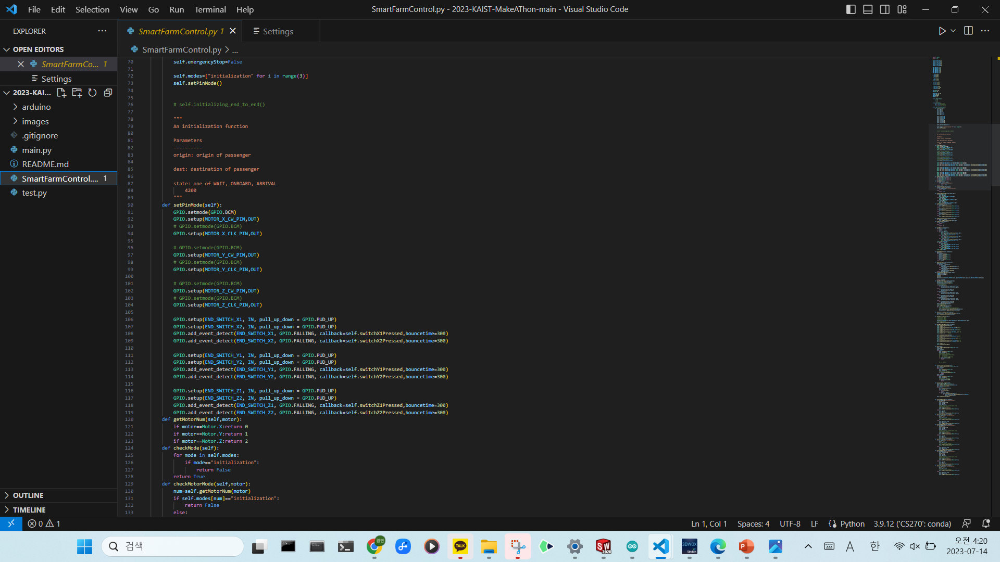 File Edit Selection View Go Run Terminal Help
SmartFarmControl.py - 2023-KAIST-MakeAThon-main - Visual Studio Code
EXPLORER
SmartFarmControl.py 1
Settings
OPEN EDITORS
SmartFarmCo... 1
Settings
2023-KAI...
arduino
images
.gitignore
main.py
README.md
SmartFarmControl.... 1
test.py
OUTLINE
TIMELINE
SmartFarmControl.py > ...
70 self.emergencyStop=False
71
72 self.modes=["initialization" for i in range(3)]
73 self.setPinMode()
74
75
76 # self.initializing_end_to_end()
77
78 """
79 An initialization function
80
81 Parameters
82 ----------
83 origin: origin of passenger
84
85 dest: destination of passenger
86
87 state: one of WAIT, ONBOARD, ARRIVAL
88 4200
89 """
90 def setPinMode(self):
91 GPIO.setmode(GPIO.BCM)
92 GPIO.setup(MOTOR_X_CW_PIN,OUT)
93 # GPIO.setmode(GPIO.BCM)
94 GPIO.setup(MOTOR_X_CLK_PIN,OUT)
95
96 # GPIO.setmode(GPIO.BCM)
97 GPIO.setup(MOTOR_Y_CW_PIN,OUT)
98 # GPIO.setmode(GPIO.BCM)
99 GPIO.setup(MOTOR_Y_CLK_PIN,OUT)
100
101 # GPIO.setmode(GPIO.BCM)
102 GPIO.setup(MOTOR_Z_CW_PIN,OUT)
103 # GPIO.setmode(GPIO.BCM)
104 GPIO.setup(MOTOR_Z_CLK_PIN,OUT)
105
106 GPIO.setup(END_SWITCH_X1, IN, pull_up_down = GPIO.PUD_UP)
107 GPIO.setup(END_SWITCH_X2, IN, pull_up_down = GPIO.PUD_UP)
108 GPIO.add_event_detect(END_SWITCH_X1, GPIO.FALLING, callback=self.switchX1Pressed,bouncetime=300)
109 GPIO.add_event_detect(END_SWITCH_X2, GPIO.FALLING, callback=self.switchX2Pressed,bouncetime=300)
110
111 GPIO.setup(END_SWITCH_Y1, IN, pull_up_down = GPIO.PUD_UP)
112 GPIO.setup(END_SWITCH_Y2, IN, pull_up_down = GPIO.PUD_UP)
113 GPIO.add_event_detect(END_SWITCH_Y1, GPIO.FALLING, callback=self.switchY1Pressed,bouncetime=300)
114 GPIO.add_event_detect(END_SWITCH_Y2, GPIO.FALLING, callback=self.switchY2Pressed,bouncetime=300)
115
116 GPIO.setup(END_SWITCH_Z1, IN, pull_up_down = GPIO.PUD_UP)
117 GPIO.setup(END_SWITCH_Z2, IN, pull_up_down = GPIO.PUD_UP)
118 GPIO.add_event_detect(END_SWITCH_Z1, GPIO.FALLING, callback=self.switchZ1Pressed,bouncetime=300)
119 GPIO.add_event_detect(END_SWITCH_Z2, GPIO.FALLING, callback=self.switchZ2Pressed,bouncetime=300)
120 def getMotorNum(self,motor):
121 if motor==Motor.X:return 0
122 if motor==Motor.Y:return 1
123 if motor==Motor.Z:return 2
124 def checkMode(self):
125 for mode in self.modes:
126 if mode=="initialization":
127 return False
128 return True
129 def checkMotorMode(self,motor):
130 num=self.getMotorNum(motor)
131 if self.modes[num]=="initialization":
132 return False
133 else:
0 1
Ln 1, Col 1 Spaces: 4 UTF-8 LF Python 3.9.12 ('CS270': conda)
검색
경민
TALK
SW
2020
3DWOX
Sindoh
A 한
오전 4:20
2023-07-14